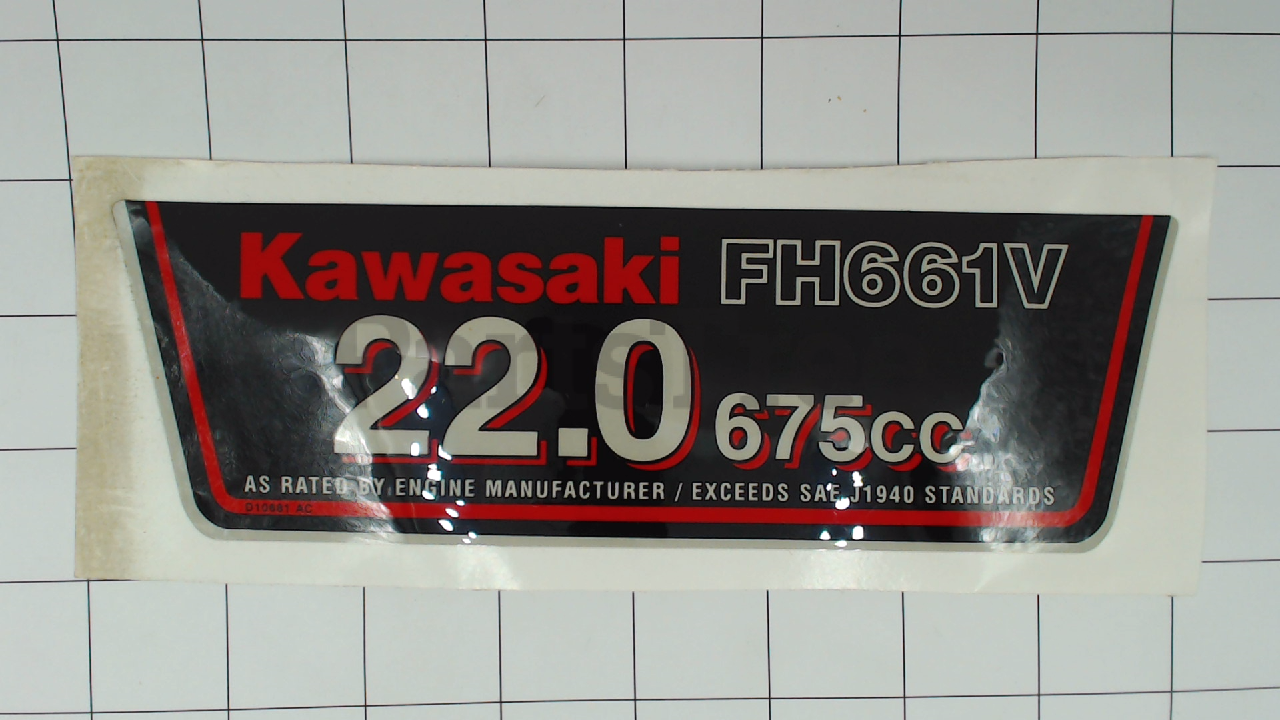 Kawasaki FH661V
22.0 675cc
AS RATED BY ENGINE MANUFACTURER / EXCEEDS SAE J1940 STANDARDS